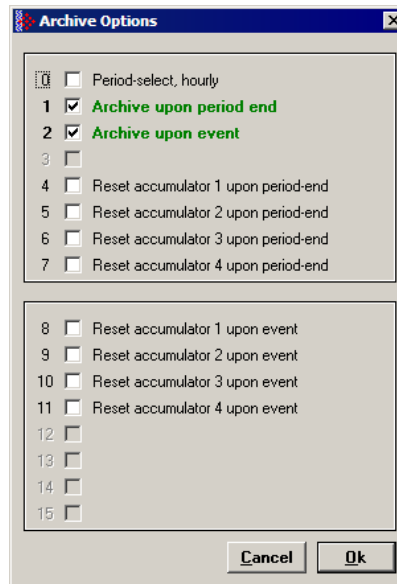 Archive Options
0 Period-select, hourly
1 Archive upon period end
2 Archive upon event
3
4 Reset accumulator 1 upon period-end
5 Reset accumulator 2 upon period-end
6 Reset accumulator 3 upon period-end
7 Reset accumulator 4 upon period-end
8 Reset accumulator 1 upon event
9 Reset accumulator 2 upon event
10 Reset accumulator 3 upon event
11 Reset accumulator 4 upon event
12
13
14
15
Cancel Ok